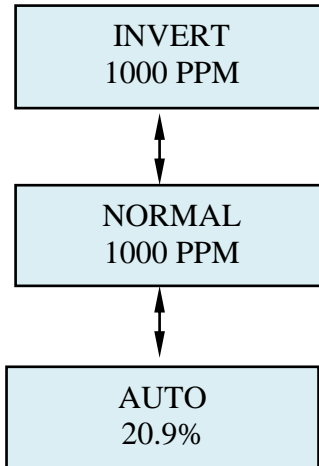 INVERT
1000 PPM
NORMAL
1000 PPM
AUTO
20.9%